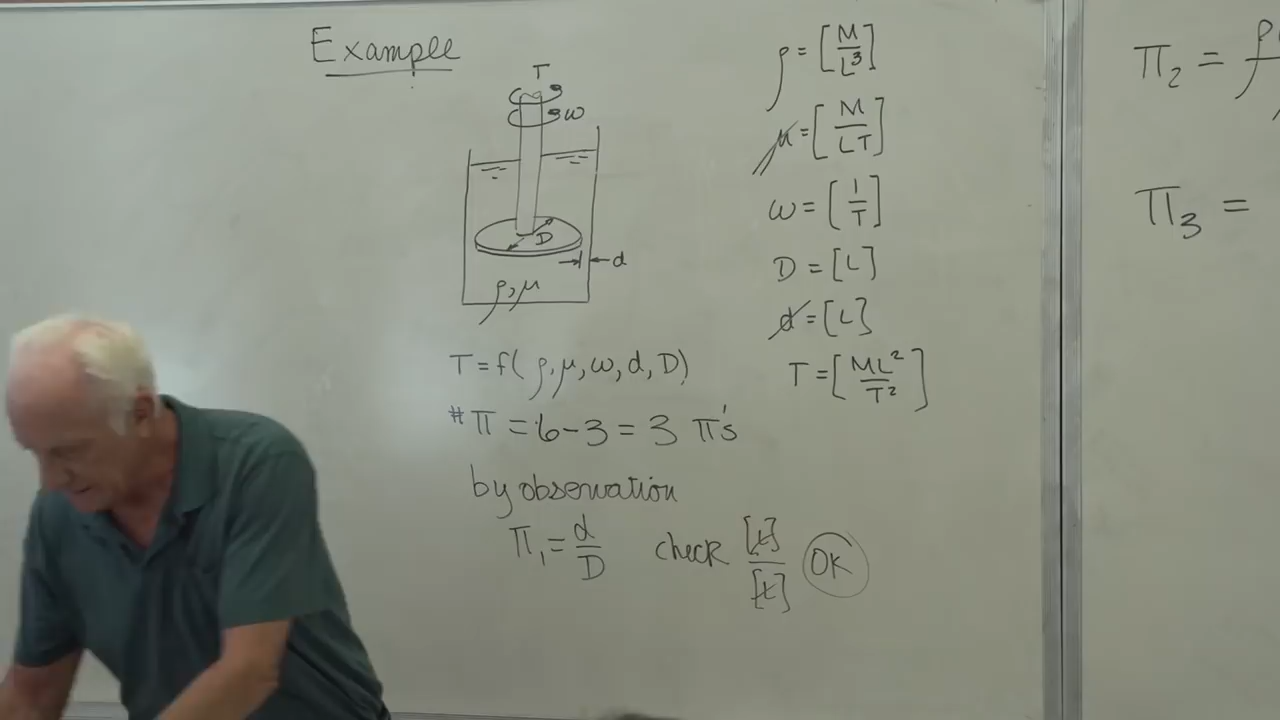 Example
T
ω
D
d
ρ, μ
T = f( ρ, μ, ω, d, D)
# π = 6 - 3 = 3 π's
by observation
π₁ = d/D check [L]/[L] OK
ρ = [M/L³]
μ = [M/LT]
ω = [1/T]
D = [L]
d = [L]
T = [ML²/T²]
π₂ = ρ
π₃ =